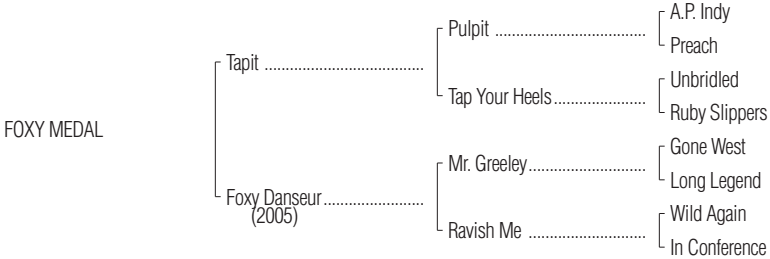 A.P. Indy
Pulpit ......................................
Preach
Tapit ........................................
Unbridled
Tap Your Heels .......................
Ruby Slippers
FOXY MEDAL
Gone West
Mr. Greeley .............................
Long Legend
Foxy Danseur .........................
(2005)
Wild Again
Ravish Me .............................
In Conference